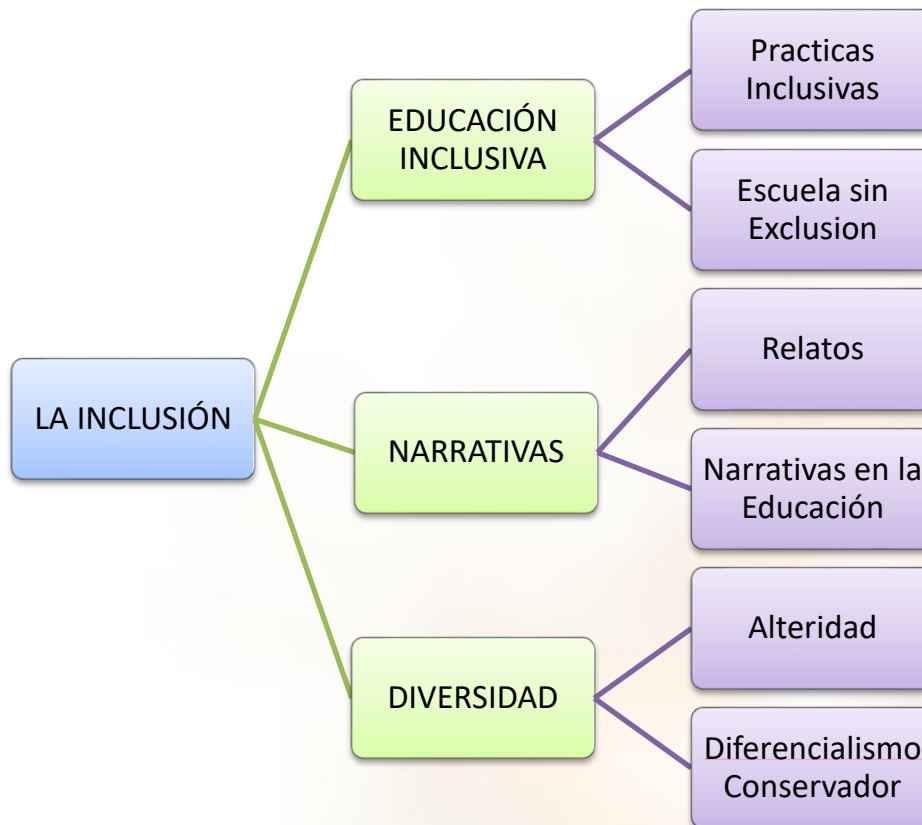 LA INCLUSIÓN
EDUCACIÓN
INCLUSIVA
Practicas
Inclusivas
Escuela sin
Exclusion
NARRATIVAS
Relatos
Narrativas en la
Educación
DIVERSIDAD
Alteridad
Diferencialismo
Conservador